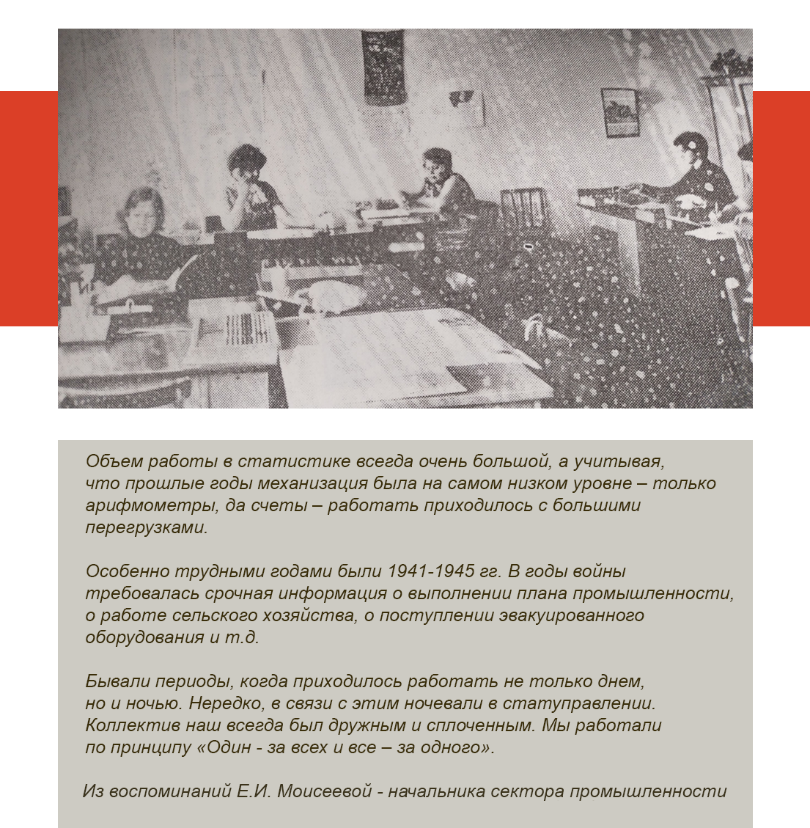 Объем работы в статистике всегда очень большой, а учитывая,
что прошлые годы механизация была на самом низком уровне – только
арифмометры, да счеты – работать приходилось с большими
перегрузками.
Особенно трудными годами были 1941-1945 гг. В годы войны
требовалась срочная информация о выполнении плана промышленности,
о работе сельского хозяйства, о поступлении эвакуированного
оборудования и т.д.
Бывали периоды, когда приходилось работать не только днем,
но и ночью. Нередко, в связи с этим ночевали в статуправлении.
Коллектив наш всегда был дружным и сплоченным. Мы работали
по принципу «Один - за всех и все – за одного».
Из воспоминаний Е.И. Моисеевой - начальника сектора промышленности